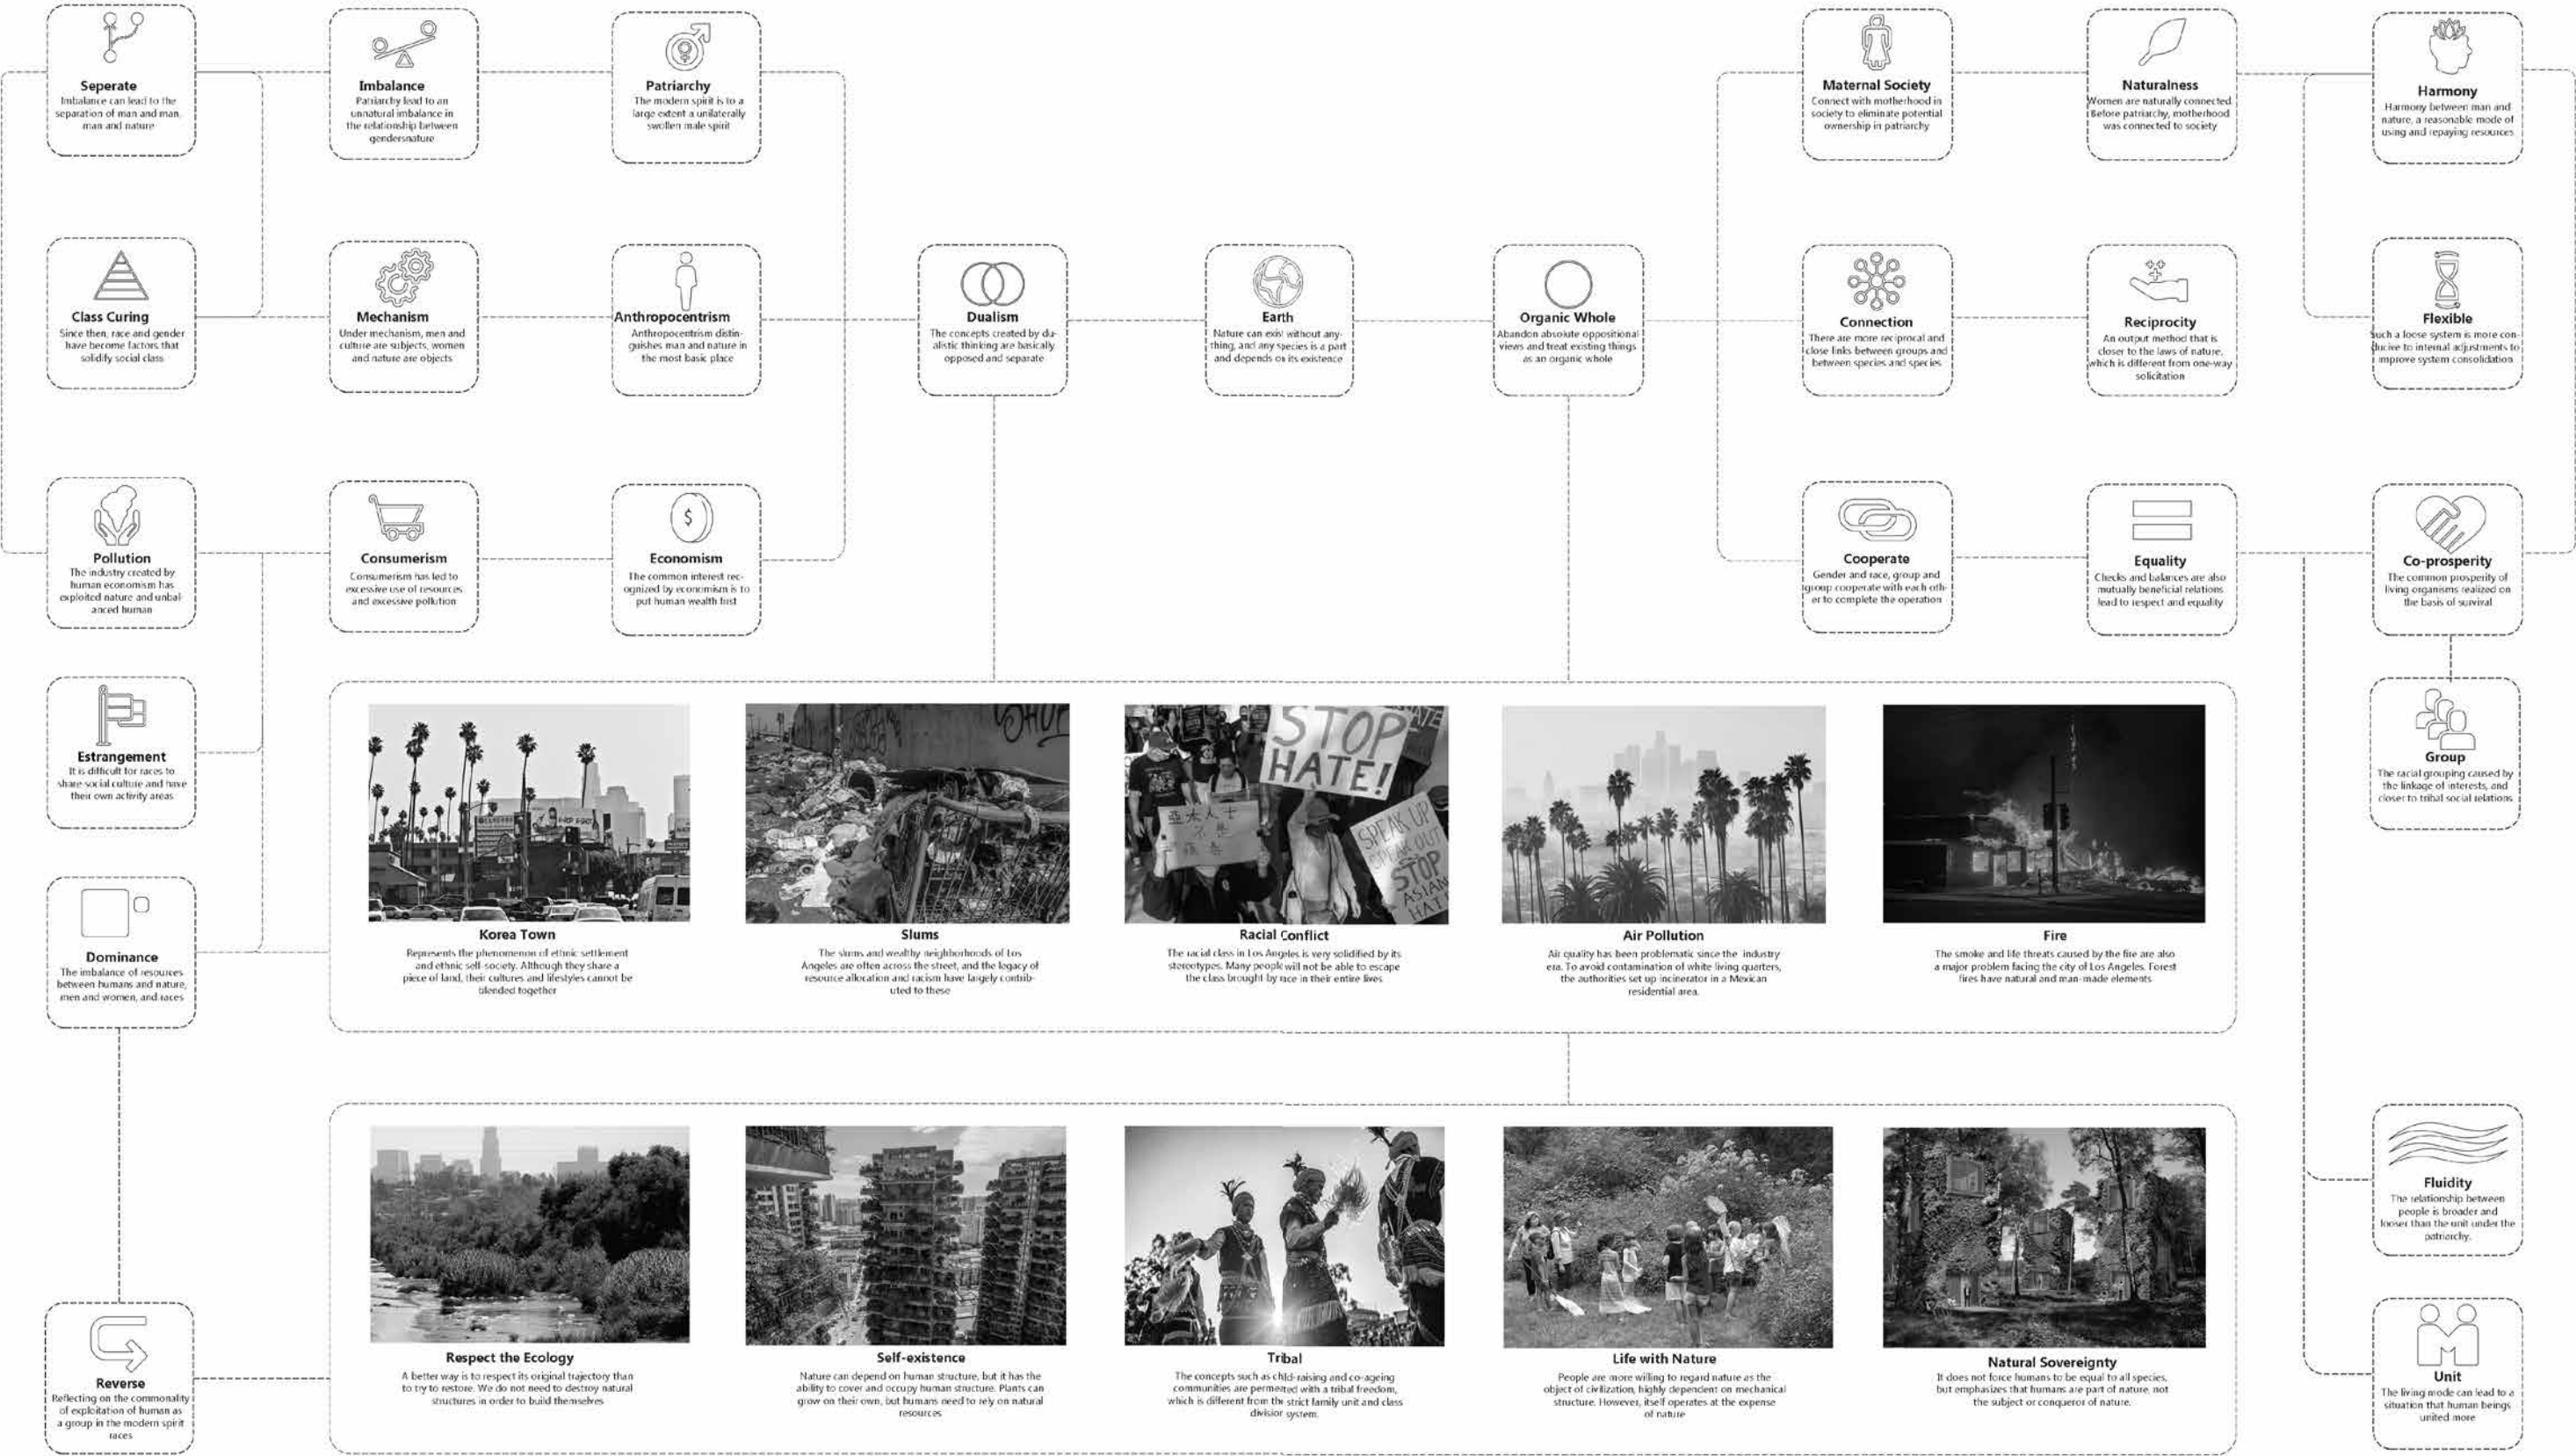 Seperate
Imbalance can lead to the
separation of man and man,
man and nature
Imbalance
Patriarchy lead to an
unnatural imbalance in
the relationship between
gendersnature
Patriarchy
The modern spirit is to a
large extent a unilaterally
swollen male spirit
Maternal Society
Connect with motherhood in
society to eliminate potential
ownership in patriarchy
Naturalness
Women are naturally connected
Before patriarchy, motherhood
was connected to society
Harmony
Harmony between man and
nature, a reasonable mode of
using and repaying resources
Class Curing
Since then, race and gender
have become factors that
solidify social class
Mechanism
Under mechanism, men and
culture are subjects, women
and nature are objects
Anthropocentrism
Anthropocentrism distin-
guishes man and nature in
the most basic place
Dualism
The concepts created by du-
alistic thinking are basically
opposed and separate
Earth
Nature can exist without any-
thing, and any species is a part
and depends on its existence
Organic Whole
Abandon absolute oppositional
views and treat existing things
as an organic whole
Connection
There are more reciprocal and
close links between groups and
between species and species
Reciprocity
An output method that is
closer to the laws of nature,
which is different from one-way
solicitation
Flexible
Such a loose system is more con-
ducive to internal adjustments to
improve system consolidation
Pollution
The industry created by
human economism has
exploited nature and unbal
anced human
Consumerism
Consumerism has led to
excessive use of resources
and excessive pollution
$
Economism
The common interest rec-
ognized by economism is to
put human wealth first
Cooperate
Gender and race, group and
group cooperate with each oth-
er to complete the operation
Equality
Checks and balances are also
mutually beneficial relations
lead to respect and equality
Co-prosperity
The common prosperity of
living organisms realized on
the basis of survival
Estrangement
It is difficult for races to
share social culture and have
their own activity areas
Group
The racial grouping caused by
the linkage of interests, and
closer to tribal social relations
Dominance
The imbalance of resources
between humans and nature,
men and women, and races
STOP
HATE!
SPEAK UP
SPEAK OUT
STOP
ASIAN
HATE
亞太人士
不是
病毒
Korea Town
Represents the phenomenon of ethnic settlement
and ethnic self-society. Although they share a
piece of land, their cultures and lifestyles cannot be
blended together
Slums
The slums and wealthy neighborhoods of Los
Angeles are often across the street, and the legacy of
resource allocation and racism have largely contrib-
uted to these
Racial Conflict
The racial class in Los Angeles is very solidified by its
stereotypes. Many people will not be able to escape
the class brought by race in their entire lives
Air Pollution
Air quality has been problematic since the industry
era. To avoid contamination of white living quarters,
the authorities set up incinerator in a Mexican
residential area.
Fire
The smoke and life threats caused by the fire are also
a major problem facing the city of Los Angeles. Forest
fires have natural and man-made elements
Fluidity
The relationship between
people is broader and
looser than the unit under the
patriarchy.
Reverse
Reflecting on the commonality
of exploitation of human as
a group in the modern spirit
races
Respect the Ecology
A better way is to respect its original trajectory than
to try to restore. We do not need to destroy natural
structures in order to build themselves
Self-existence
Nature can depend on human structure, but it has the
ability to cover and occupy human structure. Plants can
grow on their own, but humans need to rely on natural
resources
Tribal
The concepts such as child-raising and co-ageing
communities are permeated with a tribal freedom,
which is different from the strict family unit and class
division system.
Life with Nature
People are more willing to regard nature as the
object of civilization, highly dependent on mechanical
structure. However, itself operates at the expense
of nature
Natural Sovereignty
It does not force humans to be equal to all species,
but emphasizes that humans are part of nature, not
the subject or conqueror of nature.
Unit
The living mode can lead to a
situation that human beings
united more